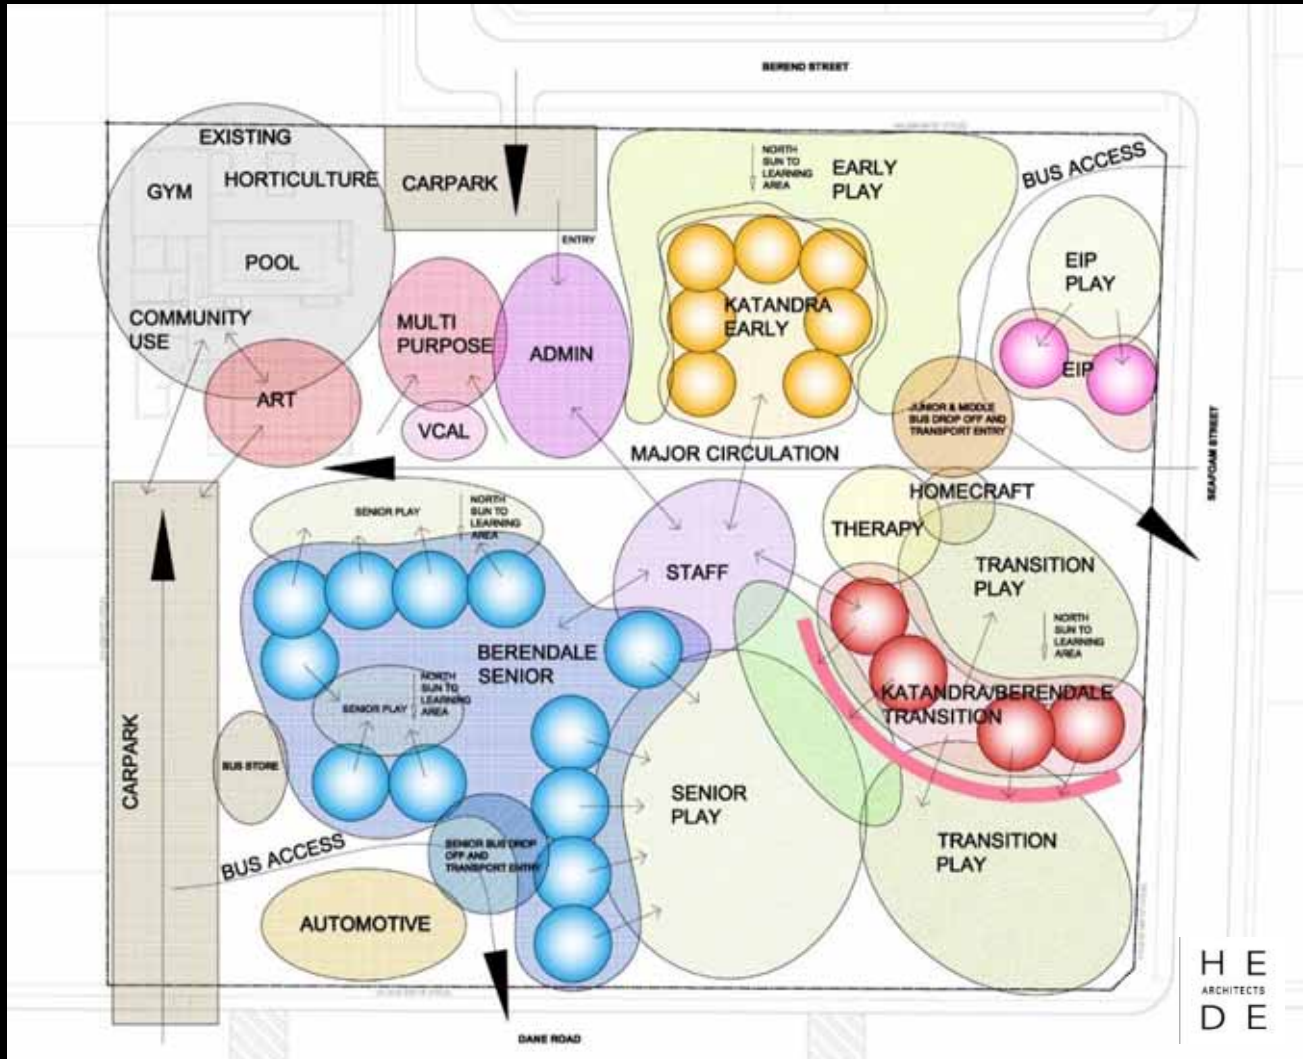 BEREND STREET
EXISTING
GYM
HORTICULTURE
POOL
COMMUNITY
USE
CARPARK
ENTRY
NORTH
SUN TO
LEARNING
AREA
EARLY
PLAY
BUS ACCESS
EIP
PLAY
EIP
KATANDRA
EARLY
MULTI
PURPOSE
ADMIN
ART
VCAL
JUNIOR & MIDDLE
BUS DROP OFF AND
TRANSPORT ENTRY
MAJOR CIRCULATION
SEAFOAM STREET
SENIOR PLAY
NORTH
SUN TO
LEARNING
AREA
HOMECRAFT
THERAPY
STAFF
TRANSITION
PLAY
NORTH
SUN TO
LEARNING
AREA
BERENDALE
SENIOR
NORTH
SUN TO
LEARNING
AREA
SENIOR PLAY
KATANDRA/BERENDALE
TRANSITION
CARPARK
BUS STORE
SENIOR
PLAY
BUS ACCESS
SENIOR BUS DROP
OFF AND
TRANSPORT ENTRY
TRANSITION
PLAY
AUTOMOTIVE
DANE ROAD
H E
ARCHITECTS
D E